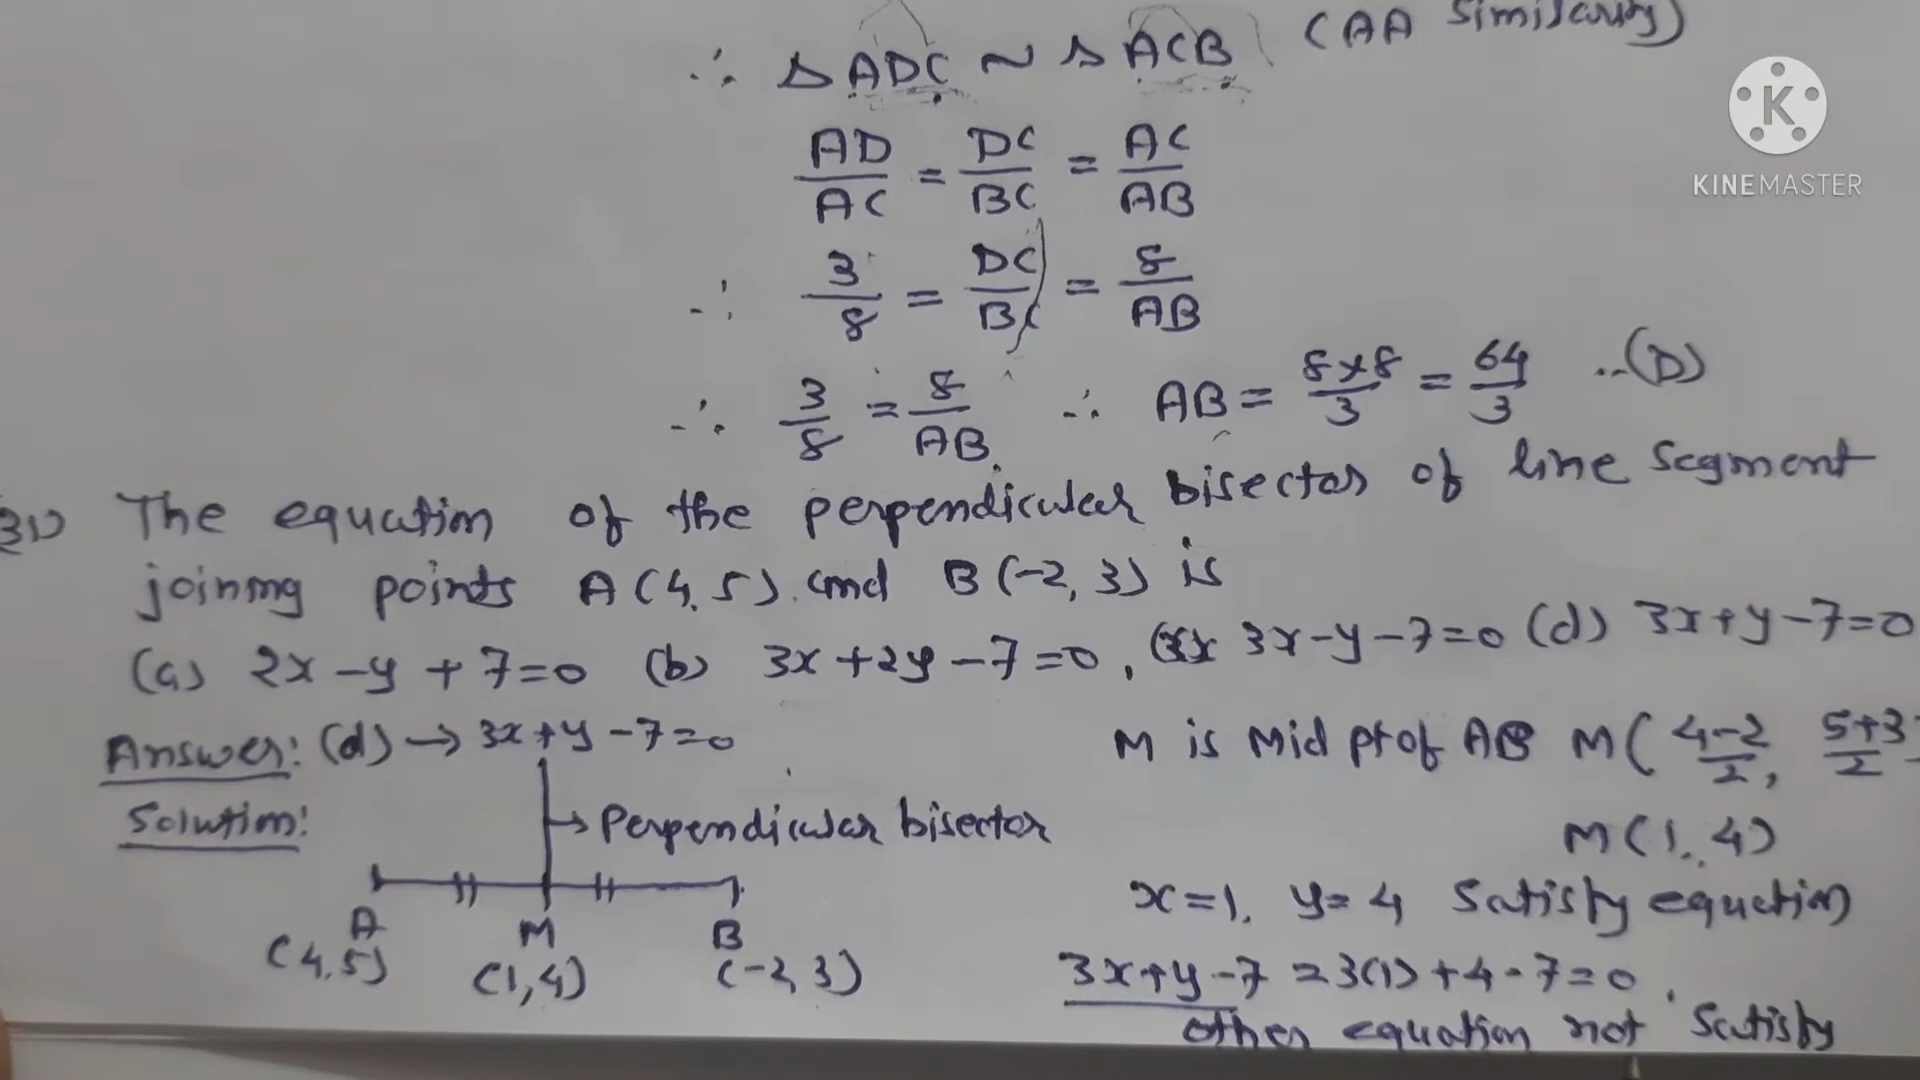 ∴ Δ ADC ~ Δ ACB (AA Similarity)
K
KINEMASTER
AD/AC = DC/BC = AC/AB
∴ 3/8 = DC/BC = 8/AB
∴ 3/8 = 8/AB ∴ AB = 8×8/3 = 64/3 ..(D)
31) The equation of the perpendicular bisector of line segment
joining points A(4,5) and B(-2,3) is
(a) 2x-y+7=0 (b) 3x+2y-7=0, 3x-y-7=0 (d) 3x+y-7=0
Answer: (d) → 3x+y-7=0
Solution:
Perpendicular bisector
A M B
(4,5) (1,4) (-2,3)
M is Mid pt of AB M(4-2/2, 5+3/2
M(1,4)
x=1, y=4 Satisfy equation
3x+y-7 = 3(1)+4-7=0.
other equation not satisfy